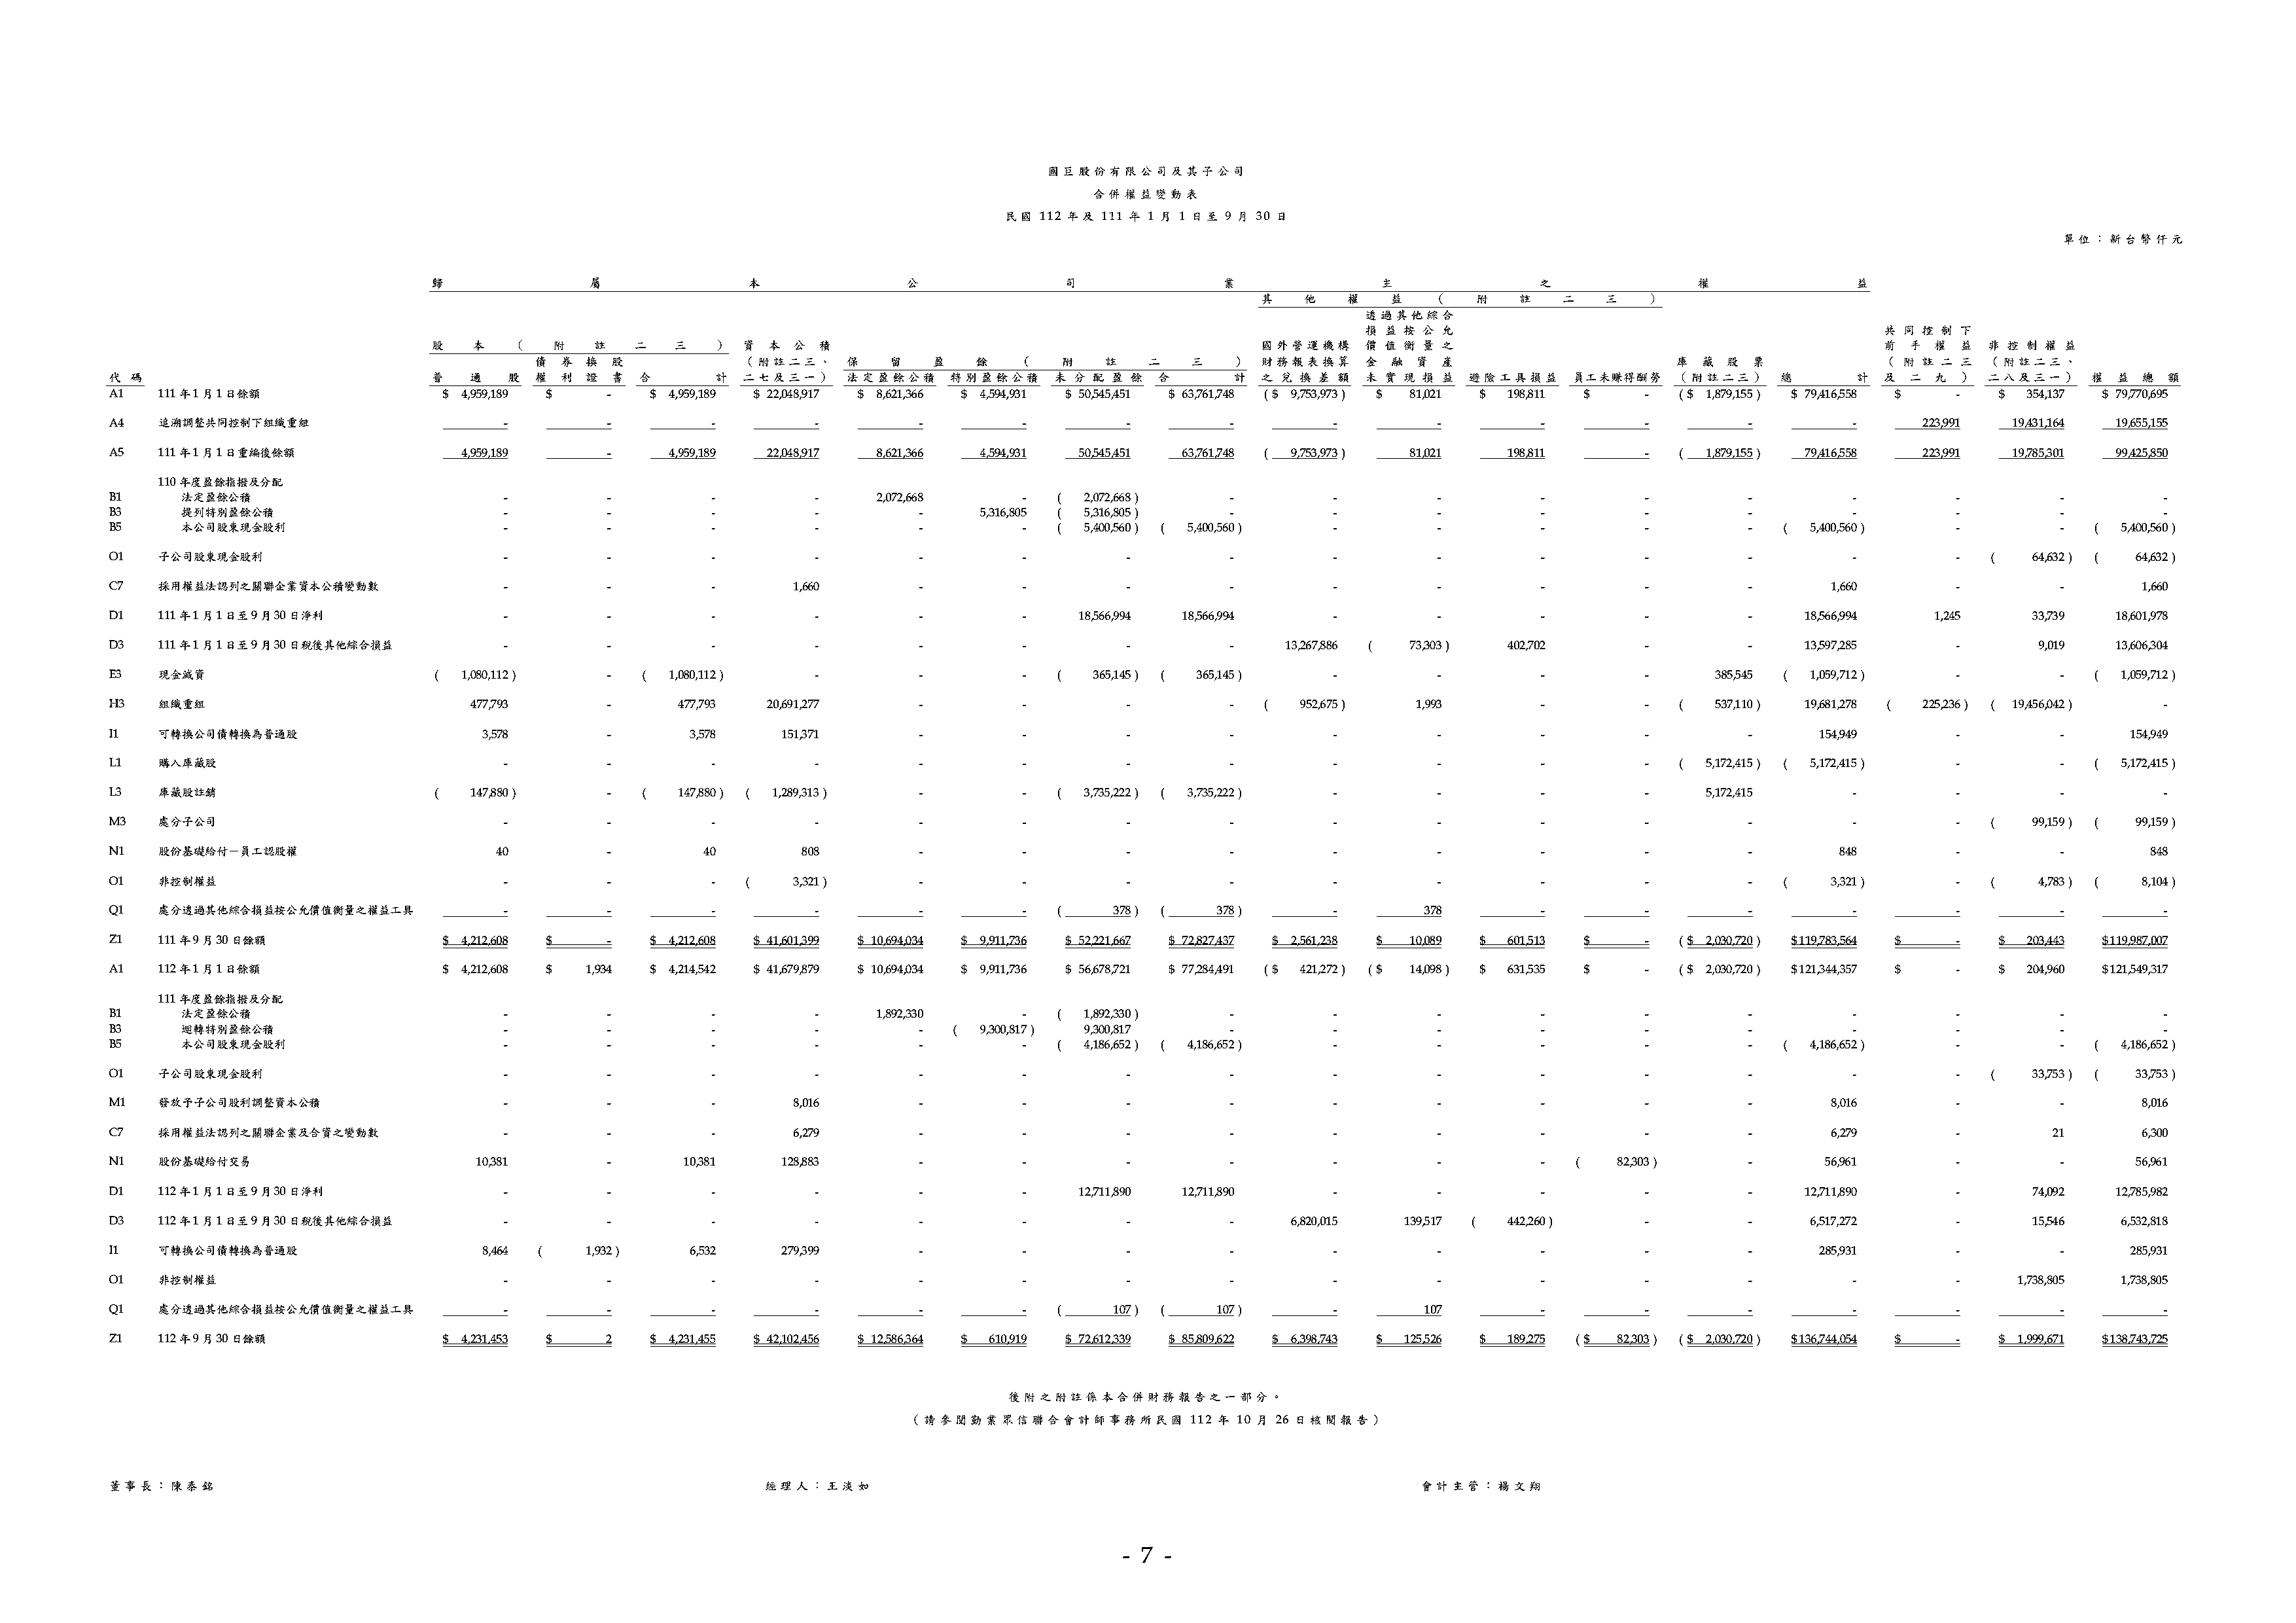 國巨股份有限公司及其子公司
合併權益變動表
民國 112 年及 111 年 1 月 1 日至 9 月 30 日
單位：新台幣仟元
歸屬本公司業主之權益
其他權益（附註二三）
股本（附註二三） 資本公積（附註二三、二七及三一） 保留盈餘（附註二三） 國外營運機構財務報表換算之兌換差額 透過其他綜合損益按公允價值衡量之金融資產未實現損益 避險工具損益 員工未賺得酬勞 庫藏股票（附註二三） 總計 共同控制下前手權益（附註二三及二九） 非控制權益（附註二三、二八及三一） 權益總額
代碼 普通股 債券換股權利證書 合計 法定盈餘公積 特別盈餘公積 未分配盈餘 合計
A1 111 年 1 月 1 日餘額 $ 4,959,189 $ - $ 4,959,189 $ 22,048,917 $ 8,621,366 $ 4,594,931 $ 50,545,451 $ 63,761,748 ( $ 9,753,973 ) $ 81,021 $ 198,811 $ - ( $ 1,879,155 ) $ 79,416,558 $ - $ 354,137 $ 79,770,695
A4 追溯調整共同控制下組織重組 - - - - - - - - - - - - - - 223,991 19,431,164 19,655,155
A5 111 年 1 月 1 日重編後餘額 4,959,189 - 4,959,189 22,048,917 8,621,366 4,594,931 50,545,451 63,761,748 ( 9,753,973 ) 81,021 198,811 - ( 1,879,155 ) 79,416,558 223,991 19,785,301 99,425,850
110 年度盈餘指撥及分配
B1 法定盈餘公積 - - - - 2,072,668 - ( 2,072,668 ) - - - - - - - - - -
B3 提列特別盈餘公積 - - - - - 5,316,805 ( 5,316,805 ) - - - - - - - - - -
B5 本公司股東現金股利 - - - - - - ( 5,400,560 ) ( 5,400,560 ) - - - - - ( 5,400,560 ) - - ( 5,400,560 )
O1 子公司股東現金股利 - - - - - - - - - - - - - - - ( 64,632 ) ( 64,632 )
C7 採用權益法認列之關聯企業資本公積變動數 - - - 1,660 - - - - - - - - - 1,660 - - 1,660
D1 111 年 1 月 1 日至 9 月 30 日淨利 - - - - - - 18,566,994 18,566,994 - - - - - 18,566,994 1,245 33,739 18,601,978
D3 111 年 1 月 1 日至 9 月 30 日稅後其他綜合損益 - - - - - - - - 13,267,886 ( 73,303 ) 402,702 - - 13,597,285 - 9,019 13,606,304
E3 現金減資 ( 1,080,112 ) - ( 1,080,112 ) - - - ( 365,145 ) ( 365,145 ) - - - - 385,545 ( 1,059,712 ) - - ( 1,059,712 )
H3 組織重組 477,793 - 477,793 20,691,277 - - - - ( 952,675 ) 1,993 - - ( 537,110 ) 19,681,278 ( 225,236 ) ( 19,456,042 ) -
I1 可轉換公司債轉換為普通股 3,578 - 3,578 151,371 - - - - - - - - - 154,949 - - 154,949
L1 購入庫藏股 - - - - - - - - - - - - ( 5,172,415 ) ( 5,172,415 ) - - ( 5,172,415 )
L3 庫藏股註銷 ( 147,880 ) - ( 147,880 ) ( 1,289,313 ) - - ( 3,735,222 ) ( 3,735,222 ) - - - - 5,172,415 - - - -
M3 處分子公司 - - - - - - - - - - - - - - - ( 99,159 ) ( 99,159 )
N1 股份基礎給付－員工認股權 40 - 40 808 - - - - - - - - - 848 - - 848
O1 非控制權益 - - - ( 3,321 ) - - - - - - - - - ( 3,321 ) - ( 4,783 ) ( 8,104 )
Q1 處分透過其他綜合損益按公允價值衡量之權益工具 - - - - - - ( 378 ) ( 378 ) - 378 - - - - - - -
Z1 111 年 9 月 30 日餘額 $ 4,212,608 $ - $ 4,212,608 $ 41,601,399 $ 10,694,034 $ 9,911,736 $ 52,221,667 $ 72,827,437 $ 2,561,238 $ 10,089 $ 601,513 $ - ( $ 2,030,720 ) $119,783,564 $ - $ 203,443 $119,987,007
A1 112 年 1 月 1 日餘額 $ 4,212,608 $ 1,934 $ 4,214,542 $ 41,679,879 $ 10,694,034 $ 9,911,736 $ 56,678,721 $ 77,284,491 ( $ 421,272 ) ( $ 14,098 ) $ 631,535 $ - ( $ 2,030,720 ) $121,344,357 $ - $ 204,960 $121,549,317
111 年度盈餘指撥及分配
B1 法定盈餘公積 - - - - 1,892,330 - ( 1,892,330 ) - - - - - - - - - -
B3 迴轉特別盈餘公積 - - - - - ( 9,300,817 ) 9,300,817 - - - - - - - - - -
B5 本公司股東現金股利 - - - - - - ( 4,186,652 ) ( 4,186,652 ) - - - - - ( 4,186,652 ) - - ( 4,186,652 )
O1 子公司股東現金股利 - - - - - - - - - - - - - - - ( 33,753 ) ( 33,753 )
M1 發放予子公司股利調整資本公積 - - - 8,016 - - - - - - - - - 8,016 - - 8,016
C7 採用權益法認列之關聯企業及合資之變動數 - - - 6,279 - - - - - - - - - 6,279 - 21 6,300
N1 股份基礎給付交易 10,381 - 10,381 128,883 - - - - - - - ( 82,303 ) - 56,961 - - 56,961
D1 112 年 1 月 1 日至 9 月 30 日淨利 - - - - - - 12,711,890 12,711,890 - - - - - 12,711,890 - 74,092 12,785,982
D3 112 年 1 月 1 日至 9 月 30 日稅後其他綜合損益 - - - - - - - - 6,820,015 139,517 ( 442,260 ) - - 6,517,272 - 15,546 6,532,818
I1 可轉換公司債轉換為普通股 8,464 ( 1,932 ) 6,532 279,399 - - - - - - - - - 285,931 - - 285,931
O1 非控制權益 - - - - - - - - - - - - - - - 1,738,805 1,738,805
Q1 處分透過其他綜合損益按公允價值衡量之權益工具 - - - - - - ( 107 ) ( 107 ) - 107 - - - - - - -
Z1 112 年 9 月 30 日餘額 $ 4,231,453 $ 2 $ 4,231,455 $ 42,102,456 $ 12,586,364 $ 610,919 $ 72,612,339 $ 85,809,622 $ 6,398,743 $ 125,526 $ 189,275 ( $ 82,303 ) ( $ 2,030,720 ) $136,744,054 $ - $ 1,999,671 $138,743,725
後附之附註係本合併財務報告之一部分。
（請參閱勤業眾信聯合會計師事務所民國 112 年 10 月 26 日核閱報告）
董事長：陳泰銘 經理人：王淡如 會計主管：楊文翔
- 7 -